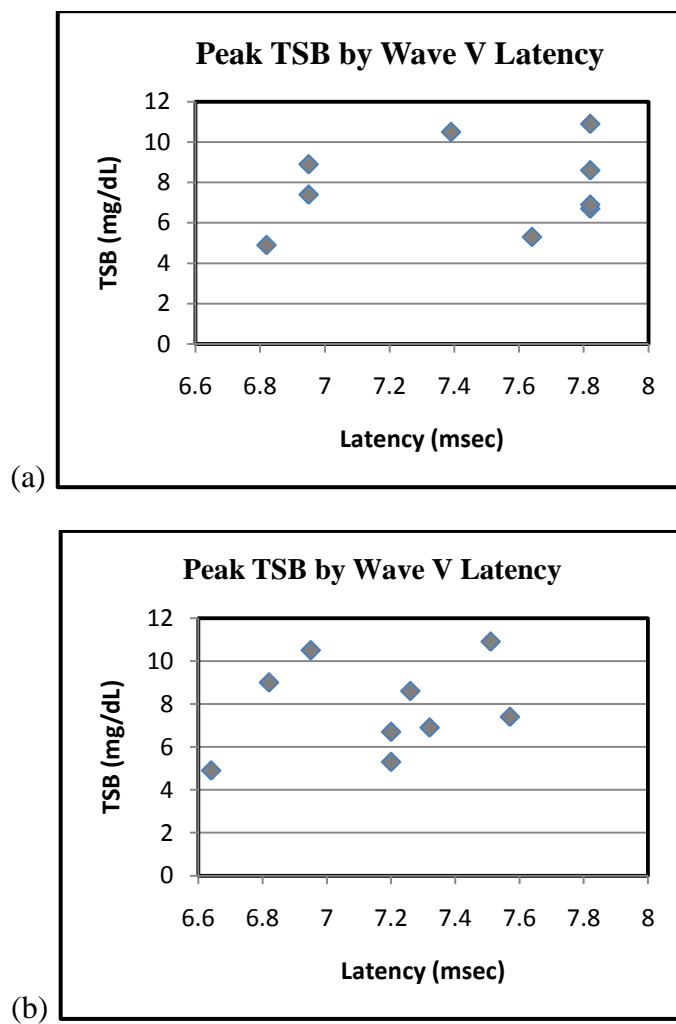 Peak TSB by Wave V Latency
12
10
8
6
4
2
0
TSB (mg/dL)
6.6 6.8 7 7.2 7.4 7.6 7.8 8
Latency (msec)
(a)
Peak TSB by Wave V Latency
12
10
8
6
4
2
0
TSB (mg/dL)
6.6 6.8 7 7.2 7.4 7.6 7.8 8
Latency (msec)
(b)